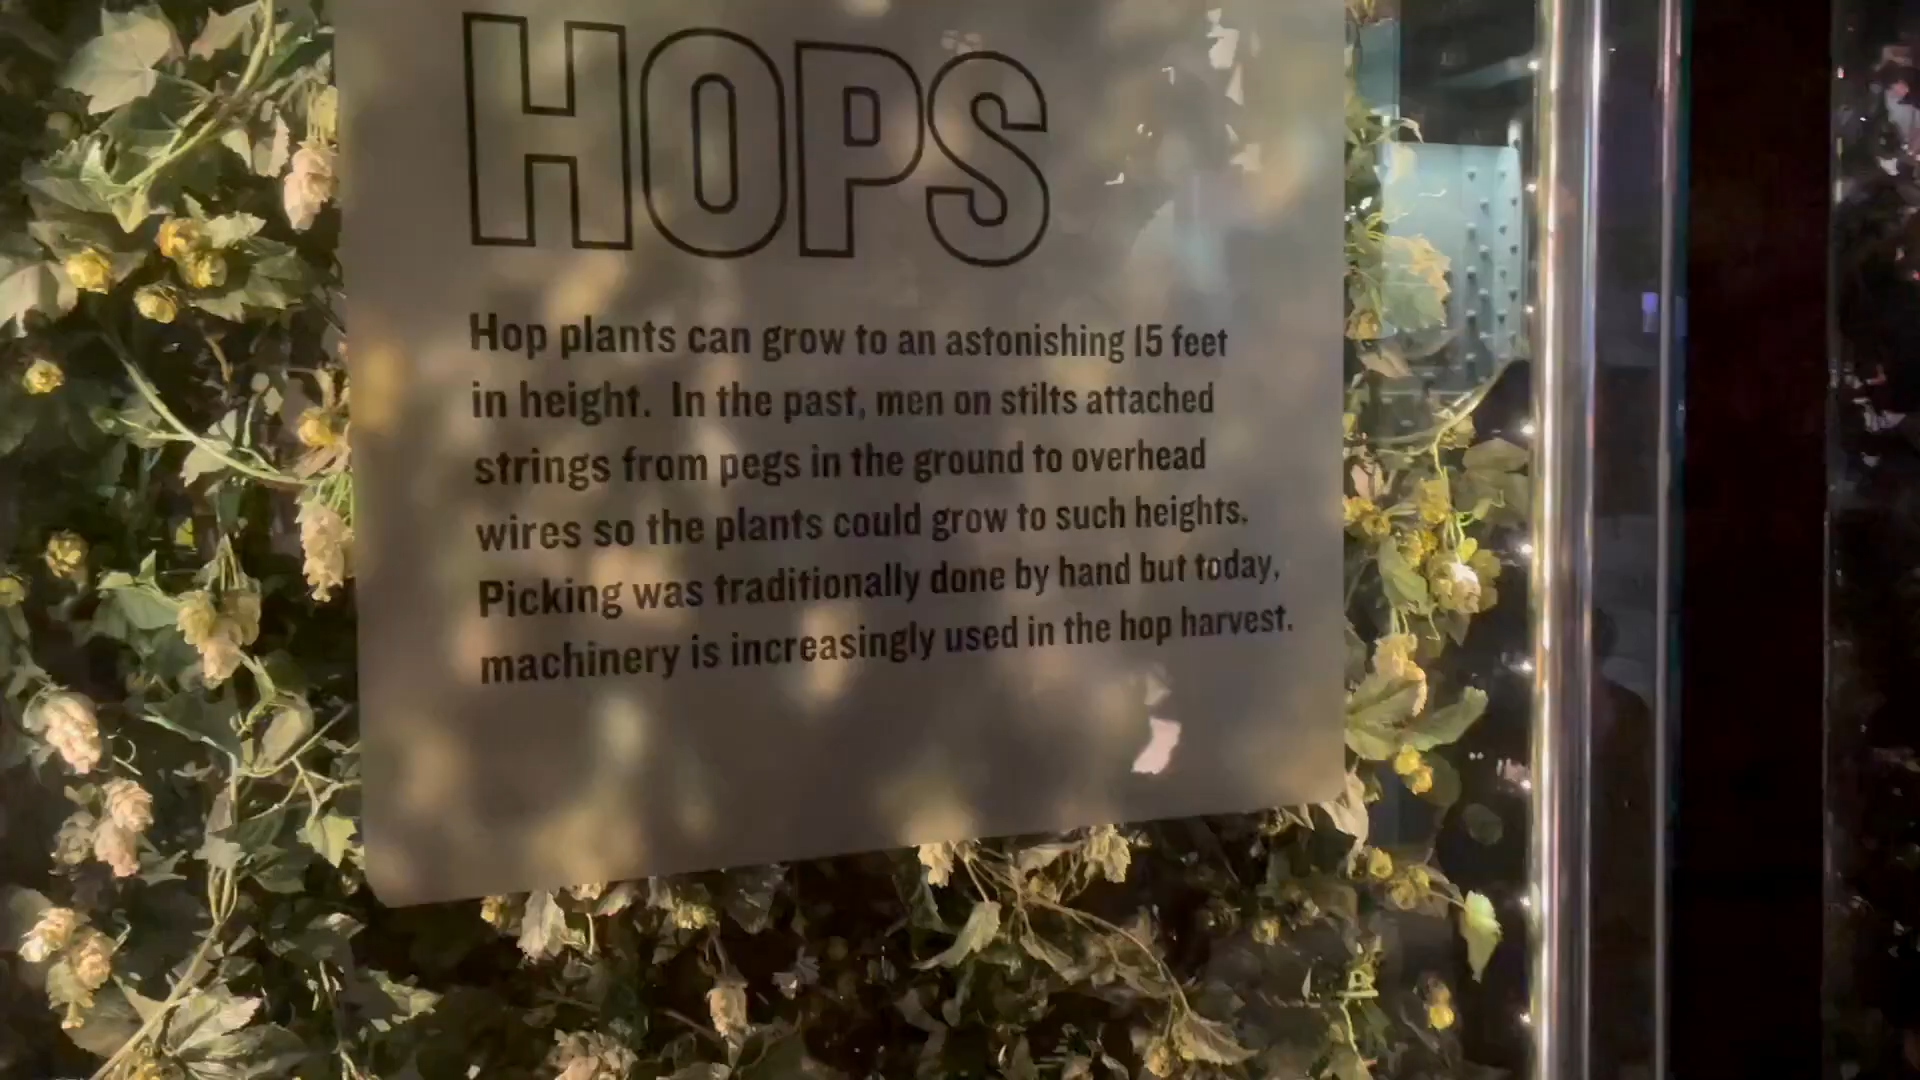 HOPS
Hop plants can grow to an astonishing 15 feet
in height. In the past, men on stilts attached
strings from pegs in the ground to overhead
wires so the plants could grow to such heights.
Picking was traditionally done by hand but today,
machinery is increasingly used in the hop harvest.